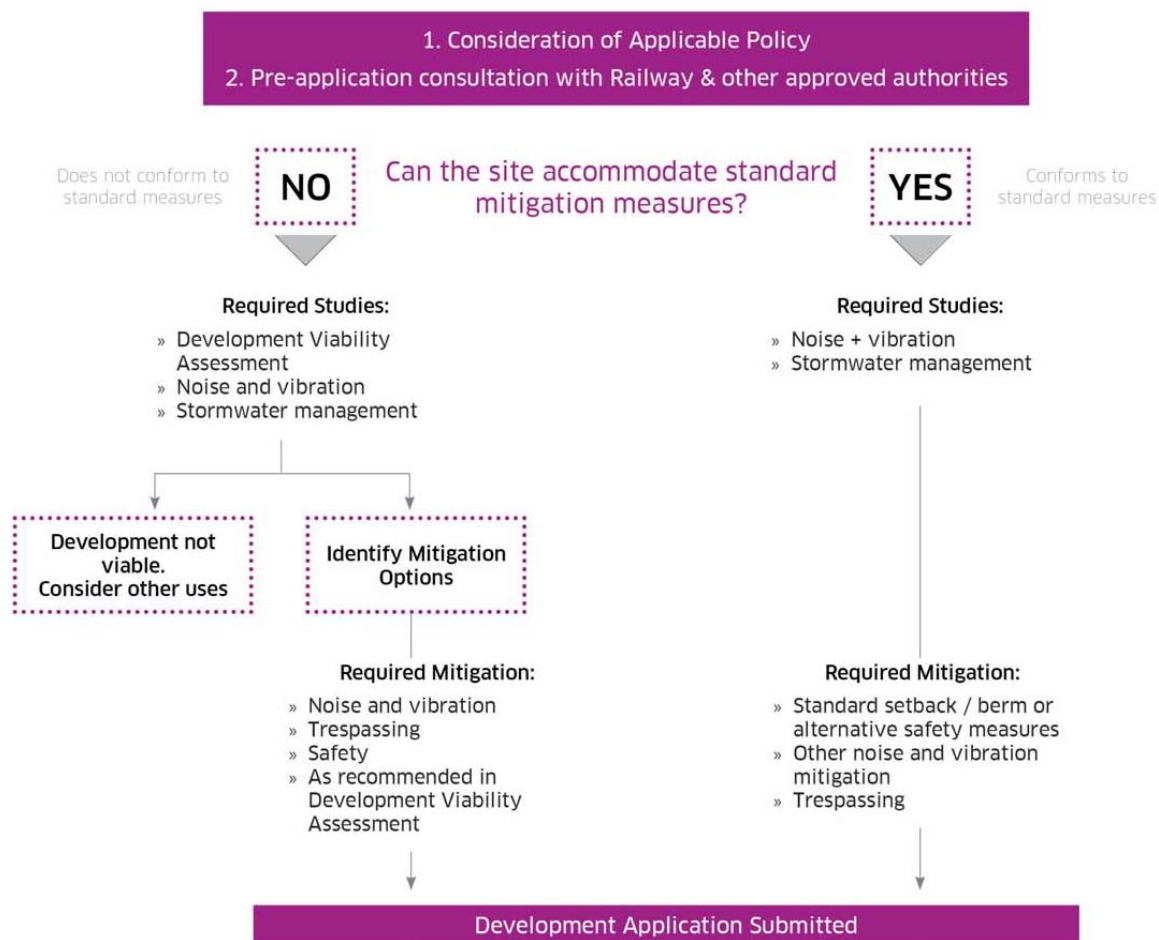 1. Consideration of Applicable Policy
2. Pre-application consultation with Railway & other approved authorities
Does not conform to
standard measures
NO
Can the site accommodate standard
mitigation measures?
YES
Conforms to
standard measures
Required Studies:
» Development Viability
Assessment
» Noise and vibration
» Stormwater management
Required Studies:
» Noise + vibration
» Stormwater management
Development not
viable.
Consider other uses
Identify Mitigation
Options
Required Mitigation:
» Noise and vibration
» Trespassing
» Safety
» As recommended in
Development Viability
Assessment
Required Mitigation:
» Standard setback / berm or
alternative safety measures
» Other noise and vibration
mitigation
» Trespassing
Development Application Submitted